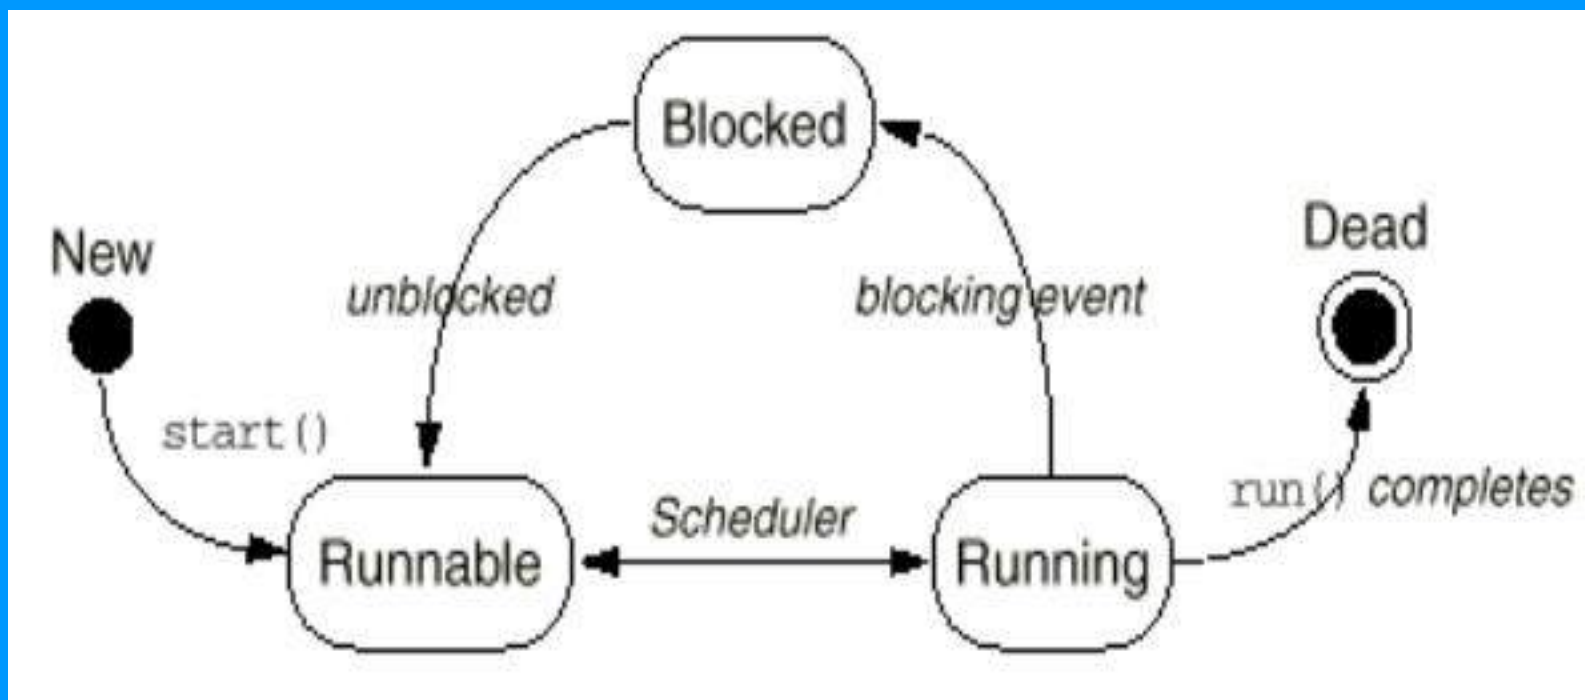 Blocked
New
Dead
unblocked
blocking event
start()
run() completes
Scheduler
Runnable
Running